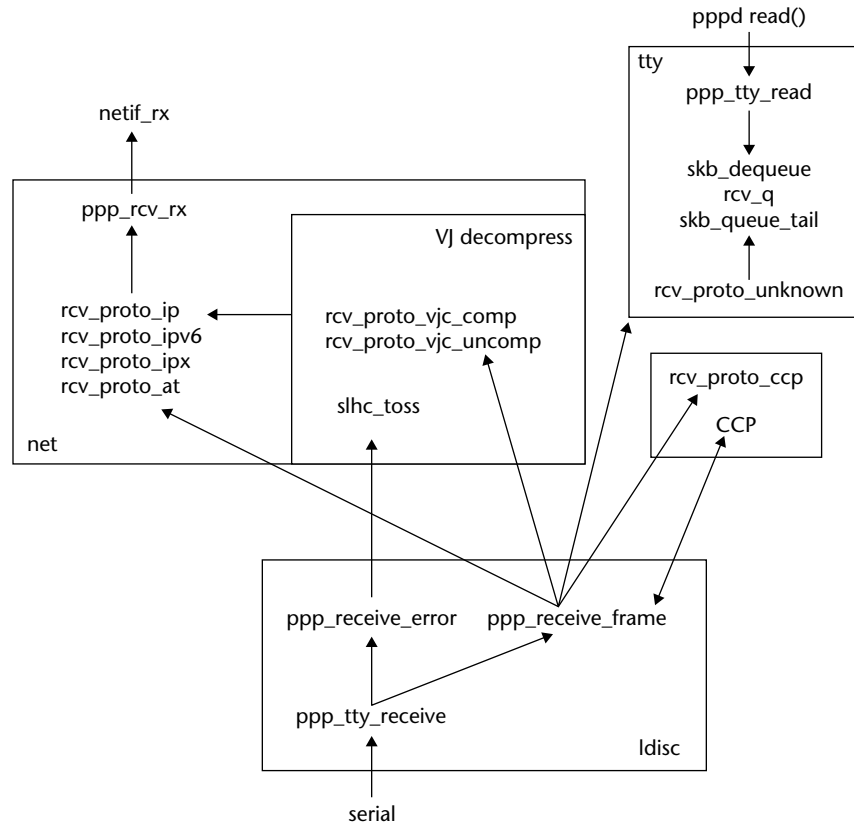 pppd read()
tty
ppp_tty_read
skb_dequeue
rcv_q
skb_queue_tail
rcv_proto_unknown
netif_rx
ppp_rcv_rx
VJ decompress
rcv_proto_ip
rcv_proto_ipv6
rcv_proto_ipx
rcv_proto_at
rcv_proto_vjc_comp
rcv_proto_vjc_uncomp
slhc_toss
net
rcv_proto_ccp
CCP
ppp_receive_error
ppp_receive_frame
ppp_tty_receive
ldisc
serial